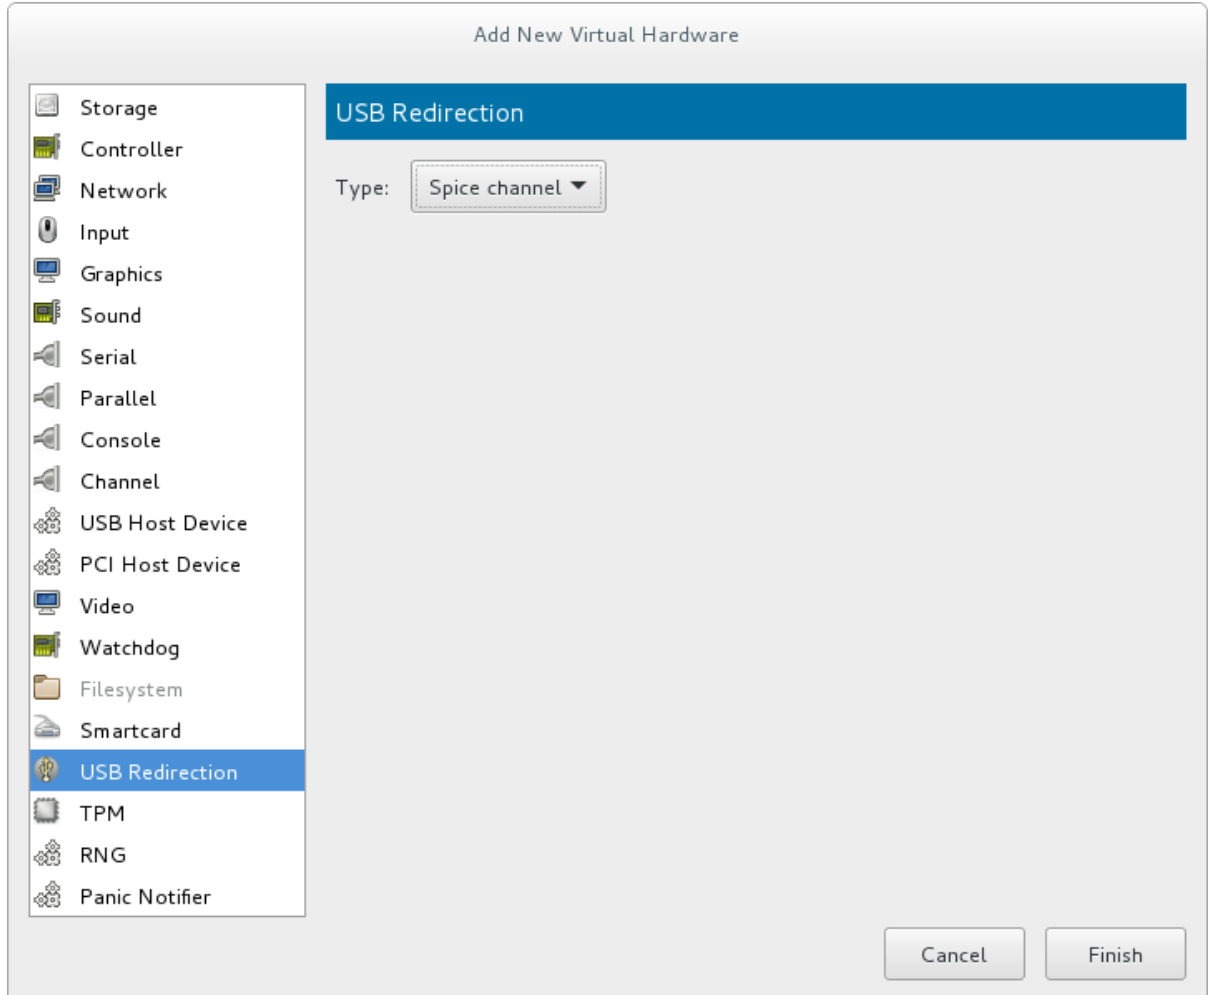 Add New Virtual Hardware
Storage
Controller
Network
Input
Graphics
Sound
Serial
Parallel
Console
Channel
USB Host Device
PCI Host Device
Video
Watchdog
Filesystem
Smartcard
USB Redirection
TPM
RNG
Panic Notifier
USB Redirection
Type: Spice channel
Cancel Finish